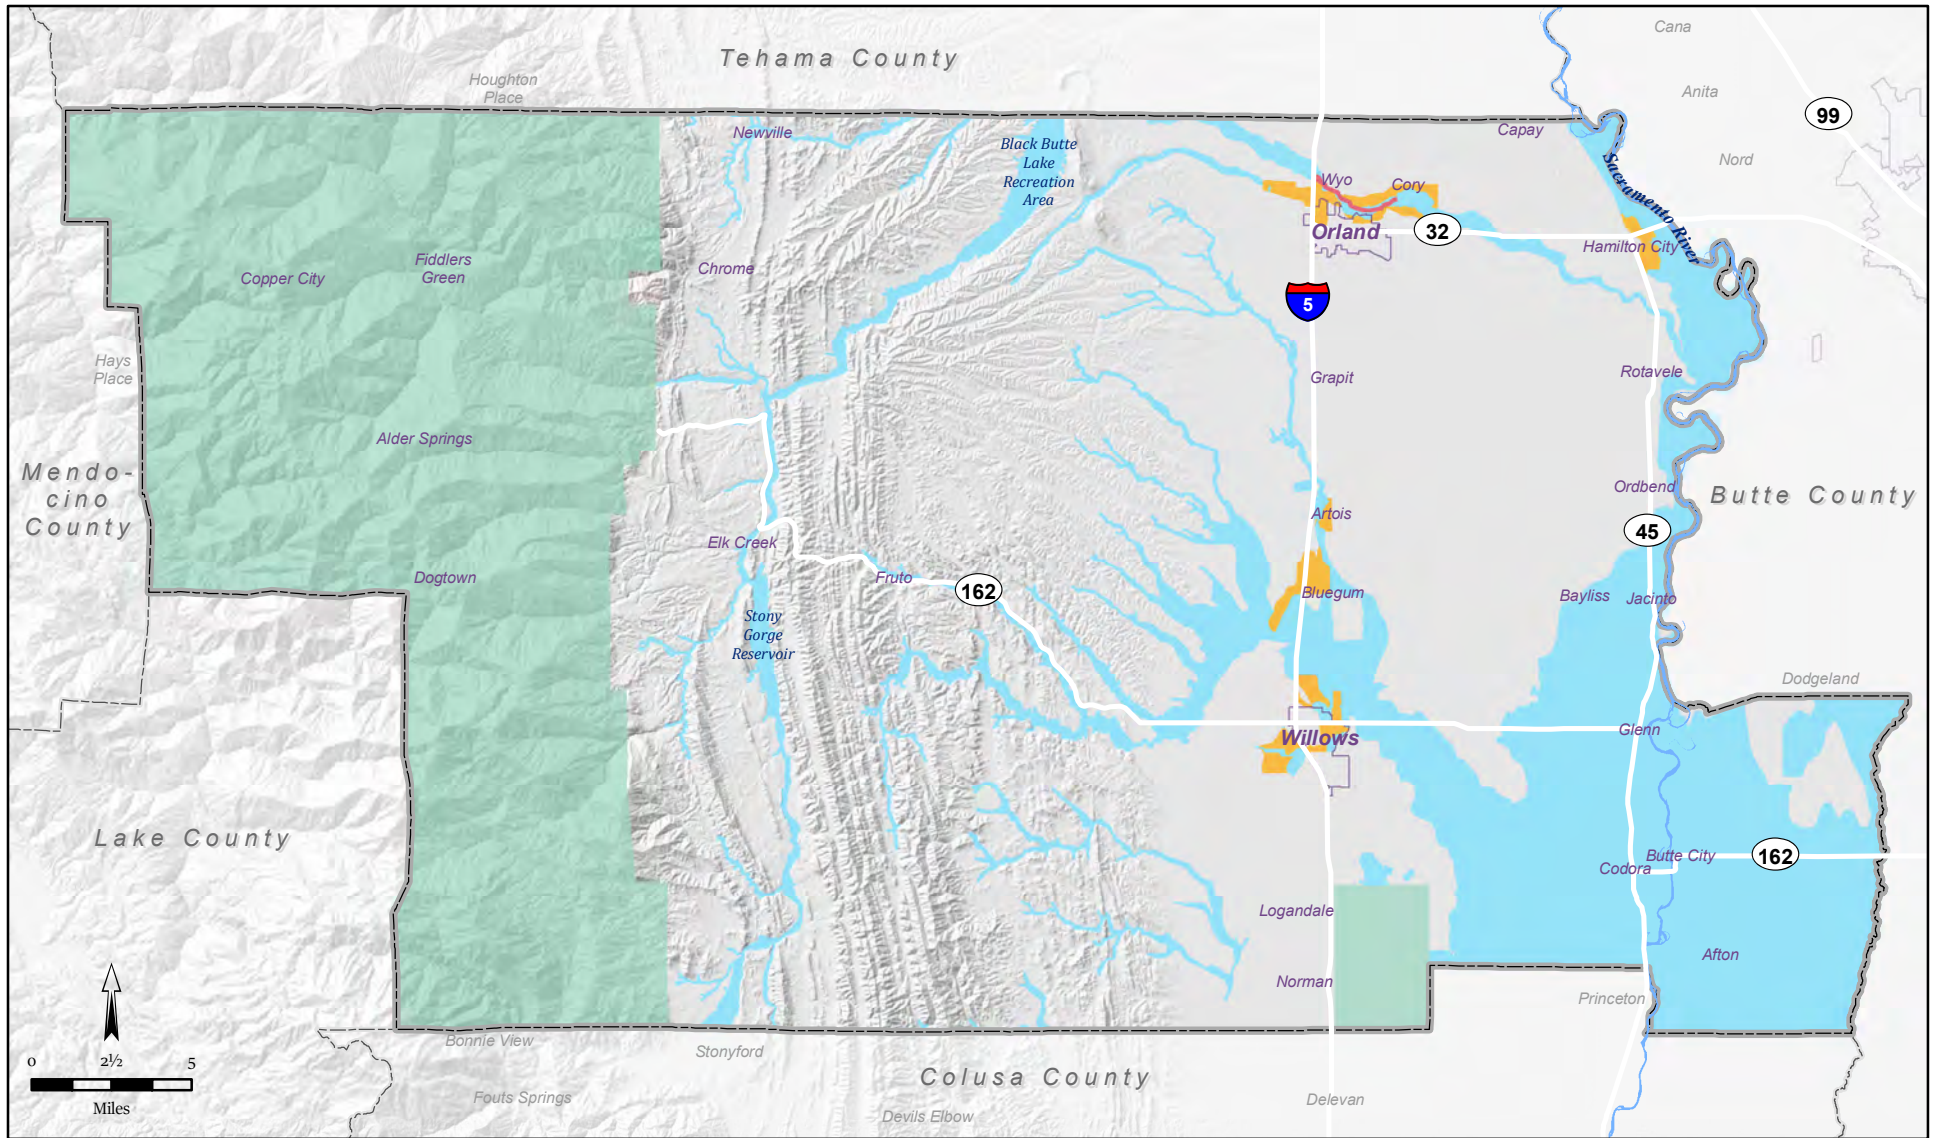 Cana
Tehama County
Houghton
Place
Anita
99
Newville
Capay
Black Butte
Lake
Recreation
Area
Nord
Sacramento River
Wyo
Cory
Orland
32
Hamilton City
Fiddlers
Green
Copper City
Chrome
5
Hays
Place
Grapit
Rotavele
Alder Springs
Mendo-
cino
County
Ordbend
Butte County
Artois
45
Elk Creek
Dogtown
Fruto
162
Bluegum
Bayliss
Jacinto
Stony
Gorge
Reservoir
Dodgeland
Glenn
Willows
Lake County
Butte City
162
Codora
Logandale
Afton
Norman
Princeton
Bonnie View
Stonyford
0
2½
5
Miles
Colusa County
Fouts Springs
Devils Elbow
Delevan